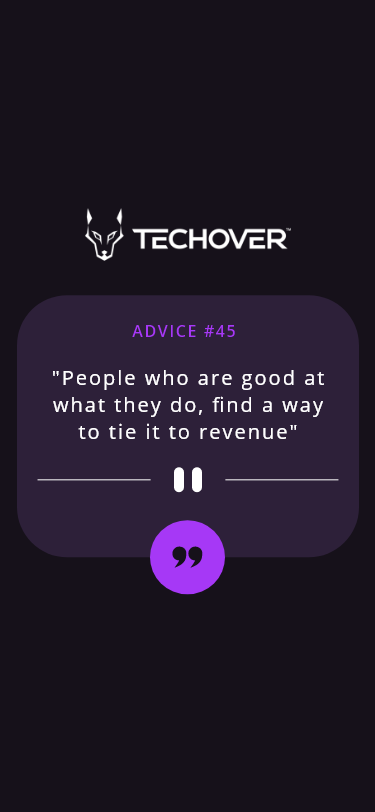 TECHOVER™
ADVICE #45
"People who are good at
what they do, find a way
to tie it to revenue"
”